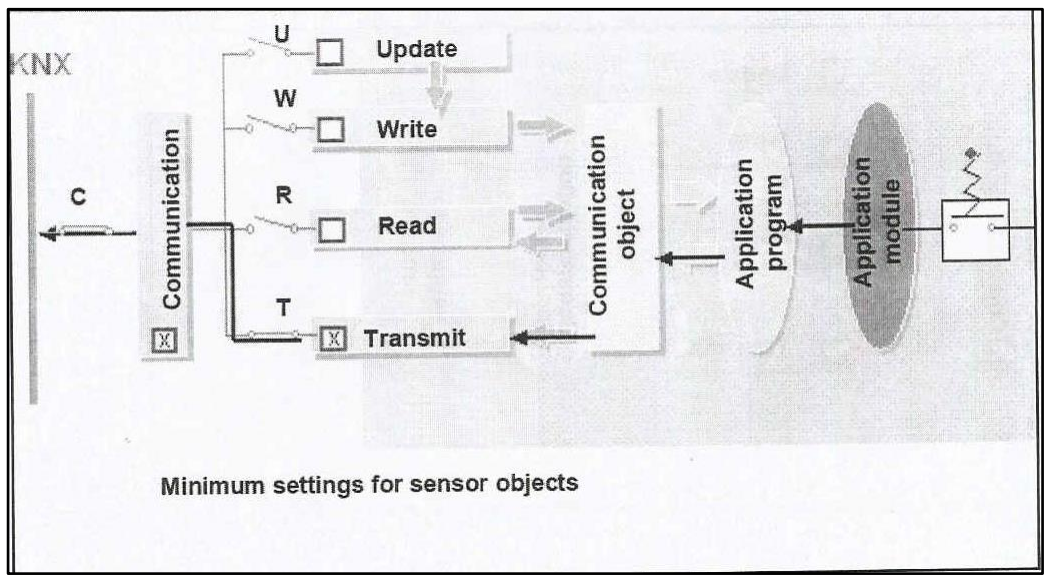 KNX
U
Update
W
Write
C
Communication
R
Read
T
X
X
Transmit
Communication
object
Application
program
Application
module
Minimum settings for sensor objects